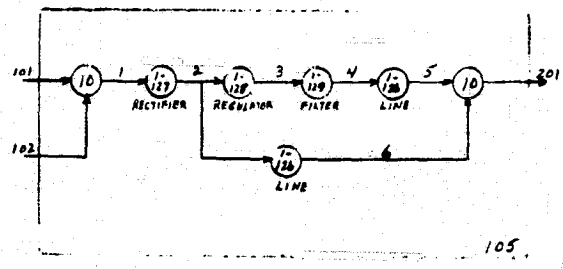 101 10 1 1-127 2 1-128 3 1-129 4 1-126 5 10 201
RECTIFIER REGULATOR FILTER LINE
102 1-126 6
LINE
105